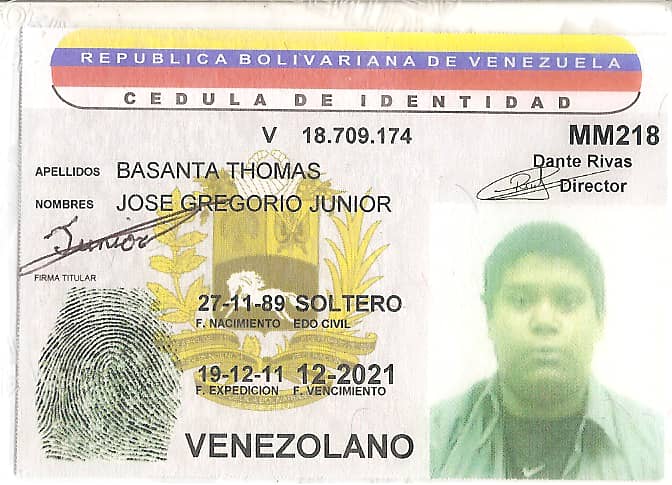 REPUBLICA BOLIVARIANA DE VENEZUELA
CEDULA DE IDENTIDAD
V 18.709.174
MM218
Dante Rivas
Director
APELLIDOS BASANTA THOMAS
NOMBRES JOSE GREGORIO JUNIOR
Junior
FIRMA TITULAR
27-11-89 SOLTERO
F. NACIMIENTO EDO CIVIL
19-12-11 12-2021
F. EXPEDICION F. VENCIMIENTO
VENEZOLANO